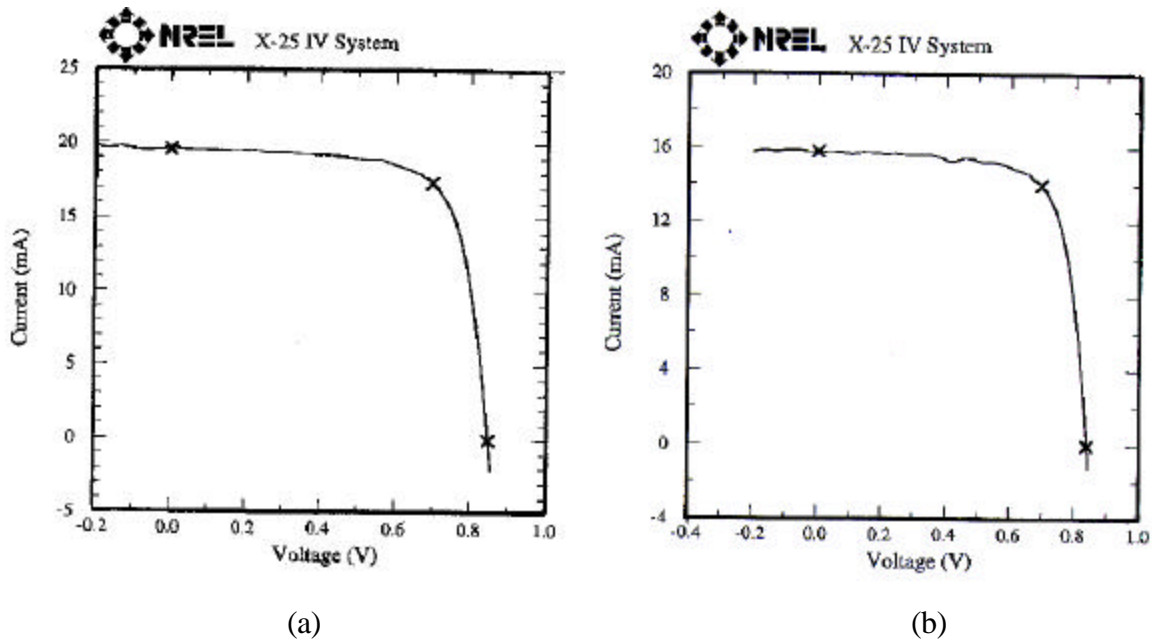 NREL X-25 IV System
25
20
15
10
5
0
-5
Current (mA)
-0.2 0.0 0.2 0.4 0.6 0.8 1.0
Voltage (V)
(a)
NREL X-25 IV System
20
16
12
8
4
0
-4
Current (mA)
-0.4 -0.2 0.0 0.2 0.4 0.6 0.8 1.0
Voltage (V)
(b)